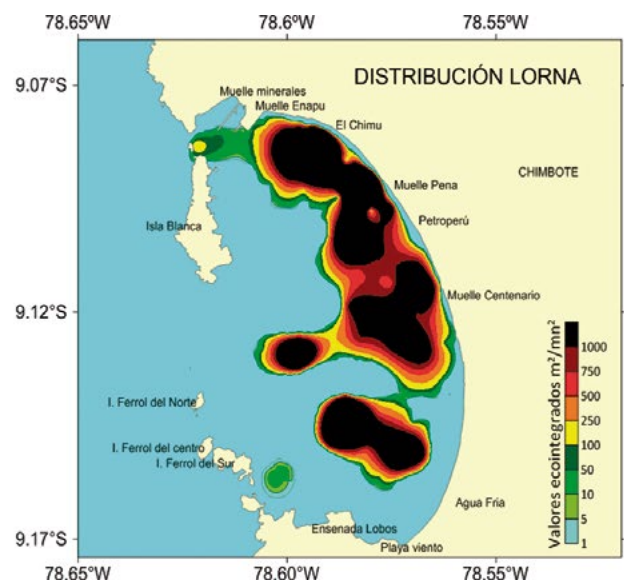 78.65ºW 78.6ºW 78.55ºW
9.07ºS
DISTRIBUCIÓN LORNA
Muelle minerales
Muelle Enapu
El Chimu
CHIMBOTE
Muelle Pena
Petroperú
Isla Blanca
Muelle Centenario
9.12ºS
Valores ecointegrados m²/mn²
1000
750
500
250
100
50
10
5
1
I. Ferrol del Norte
I. Ferrol del centro
I. Ferrol del Sur
Agua Fria
Ensenada Lobos
Playa viento
9.17ºS
78.65ºW 78.60ºW 78.55ºW